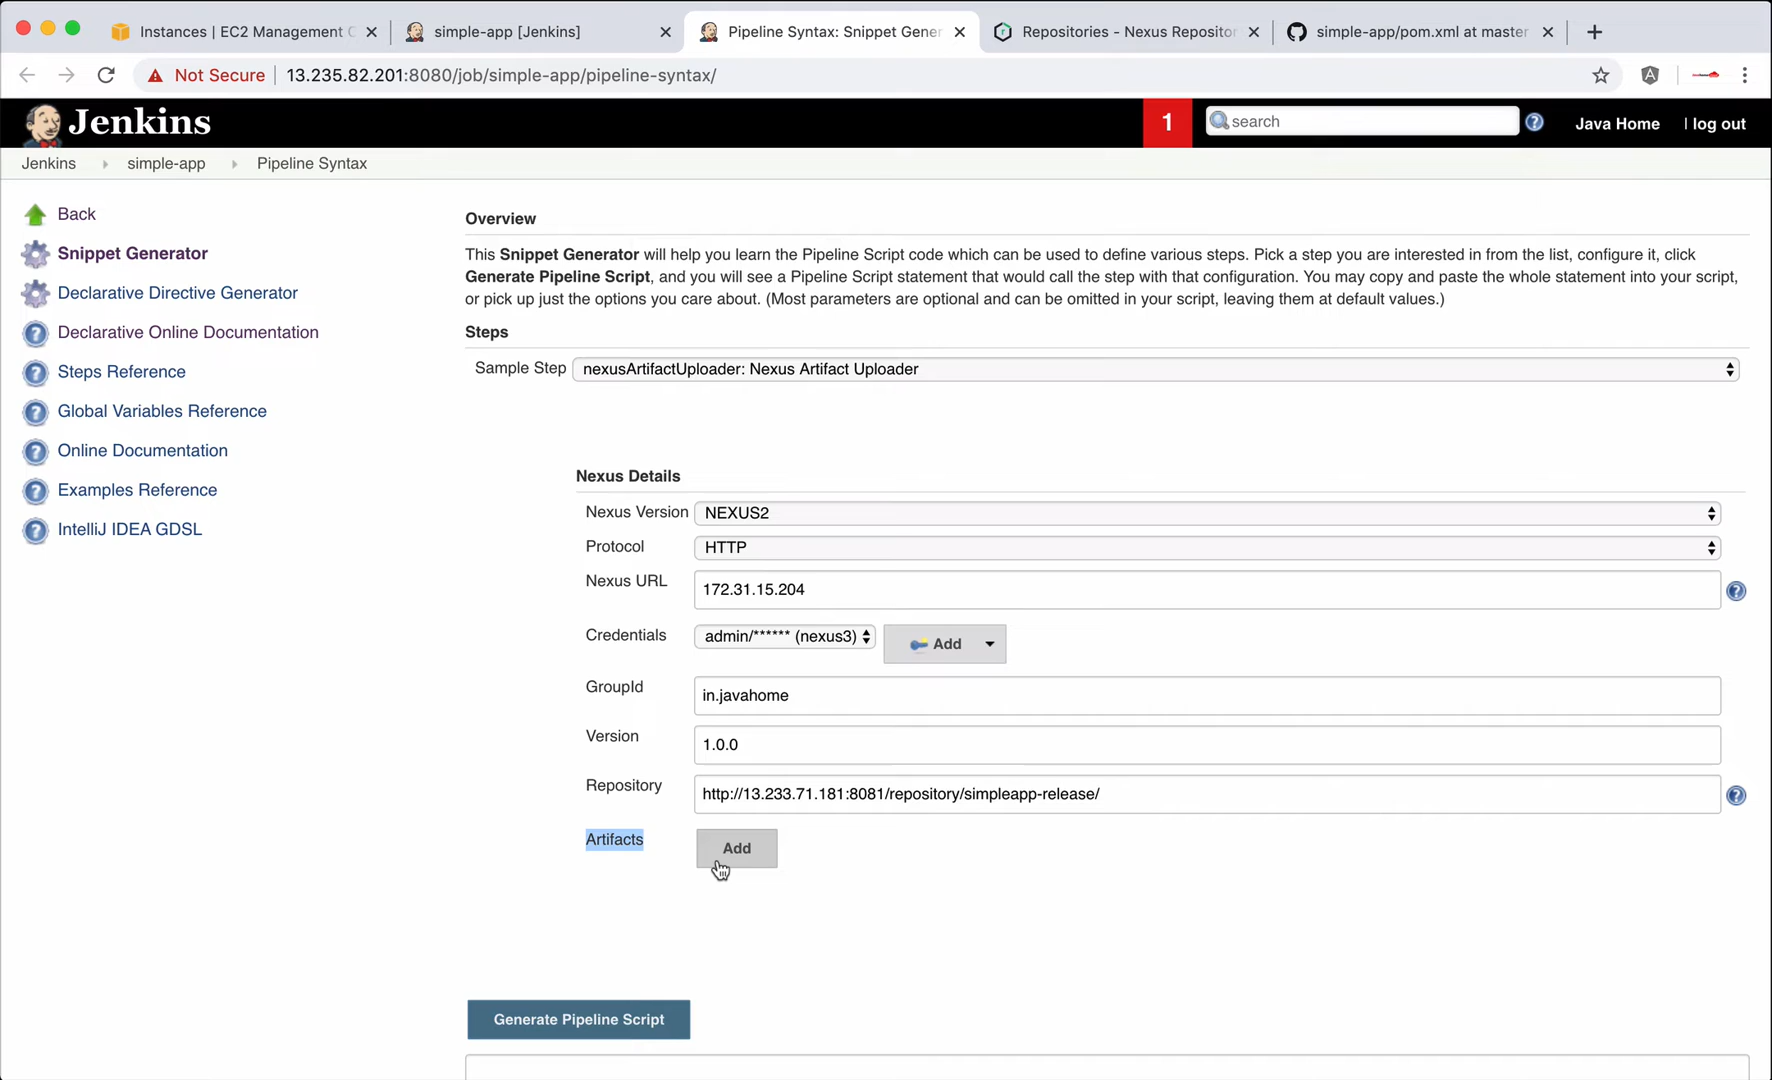 Instances | EC2 Management C
simple-app [Jenkins]
Pipeline Syntax: Snippet Gener
Repositories - Nexus Repositor
simple-app/pom.xml at master
Not Secure
13.235.82.201:8080/job/simple-app/pipeline-syntax/
Jenkins
1
search
Java Home
| log out
Jenkins
simple-app
Pipeline Syntax
Back
Snippet Generator
Declarative Directive Generator
Declarative Online Documentation
Steps Reference
Global Variables Reference
Online Documentation
Examples Reference
IntelliJ IDEA GDSL
Overview
This Snippet Generator will help you learn the Pipeline Script code which can be used to define various steps. Pick a step you are interested in from the list, configure it, click
Generate Pipeline Script, and you will see a Pipeline Script statement that would call the step with that configuration. You may copy and paste the whole statement into your script,
or pick up just the options you care about. (Most parameters are optional and can be omitted in your script, leaving them at default values.)
Steps
Sample Step nexusArtifactUploader: Nexus Artifact Uploader
Nexus Details
Nexus Version NEXUS2
Protocol HTTP
Nexus URL 172.31.15.204
Credentials admin/****** (nexus3) Add
GroupId in.javahome
Version 1.0.0
Repository http://13.233.71.181:8081/repository/simpleapp-release/
Artifacts Add
Generate Pipeline Script